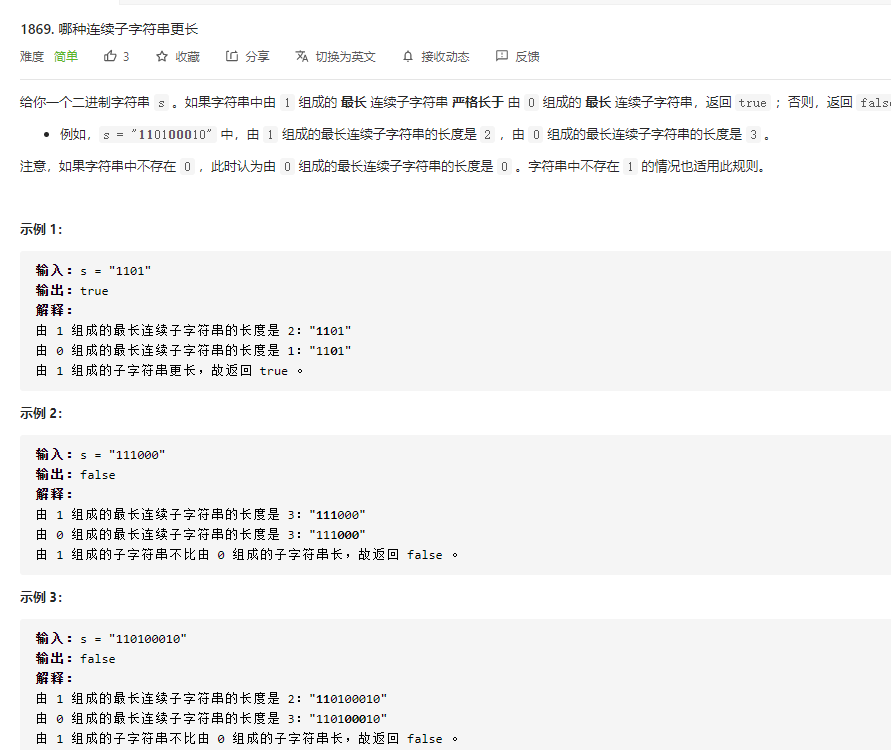 1869. 哪种连续子字符串更长
难度 简单 3 收藏 分享 切换为英文 接收动态 反馈
给你一个二进制字符串 s 。如果字符串中由 1 组成的 最长 连续子字符串 严格长于 由 0 组成的 最长 连续子字符串，返回 true ；否则，返回 false
• 例如，s = "110100010" 中，由 1 组成的最长连续子字符串的长度是 2 ，由 0 组成的最长连续子字符串的长度是 3 。
注意，如果字符串中不存在 0 ，此时认为由 0 组成的最长连续子字符串的长度是 0 。字符串中不存在 1 的情况也适用此规则。
示例 1：
输入：s = "1101"
输出：true
解释：
由 1 组成的最长连续子字符串的长度是 2："1101"
由 0 组成的最长连续子字符串的长度是 1："1101"
由 1 组成的子字符串更长，故返回 true 。
示例 2：
输入：s = "111000"
输出：false
解释：
由 1 组成的最长连续子字符串的长度是 3："111000"
由 0 组成的最长连续子字符串的长度是 3："111000"
由 1 组成的子字符串不比由 0 组成的子字符串长，故返回 false 。
示例 3：
输入：s = "110100010"
输出：false
解释：
由 1 组成的最长连续子字符串的长度是 2："110100010"
由 0 组成的最长连续子字符串的长度是 3："110100010"
由 1 组成的子字符串不比由 0 组成的子字符串长，故返回 false 。